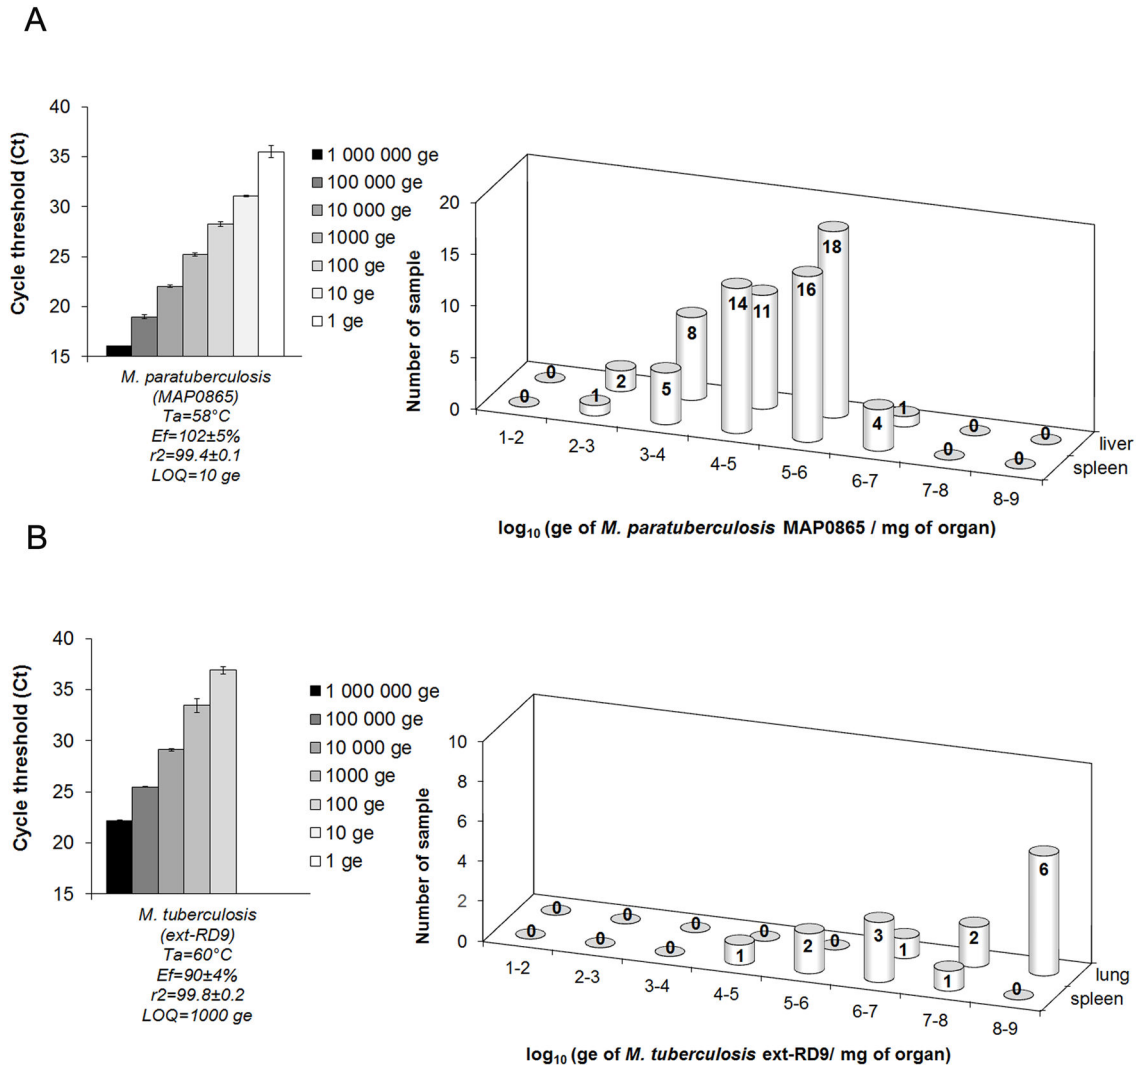 A
Cycle threshold (Ct)
40
35
30
25
20
15
M. paratuberculosis
(MAP0865)
Ta=58°C
Ef=102±5%
r2=99.4±0.1
LOQ=10 ge
1 000 000 ge
100 000 ge
10 000 ge
1000 ge
100 ge
10 ge
1 ge
Number of sample
20
15
10
5
0
0 2 8 11 18 1 0 0
0 1 5 14 16 4 0 0
1-2 2-3 3-4 4-5 5-6 6-7 7-8 8-9
liver
spleen
log10 (ge of M. paratuberculosis MAP0865 / mg of organ)
B
Cycle threshold (Ct)
40
35
30
25
20
15
M. tuberculosis
(ext-RD9)
Ta=60°C
Ef=90±4%
r2=99.8±0.2
LOQ=1000 ge
1 000 000 ge
100 000 ge
10 000 ge
1000 ge
100 ge
10 ge
1 ge
Number of sample
10
8
6
4
2
0
0 0 0 0 0 1 2 6
0 0 0 1 2 3 1 0
1-2 2-3 3-4 4-5 5-6 6-7 7-8 8-9
lung
spleen
log10 (ge of M. tuberculosis ext-RD9/ mg of organ)